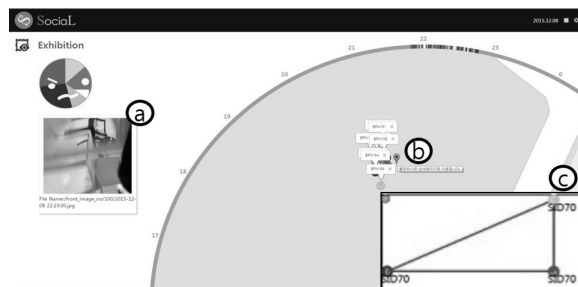 SociaL
2015.12.08
Exhibition
a
File Name:/front_image_no/100/2015-12-
08 22:23:00.jpg
17
18
19
20
21
22
23
0
b
c
SID70
SID70
SID70